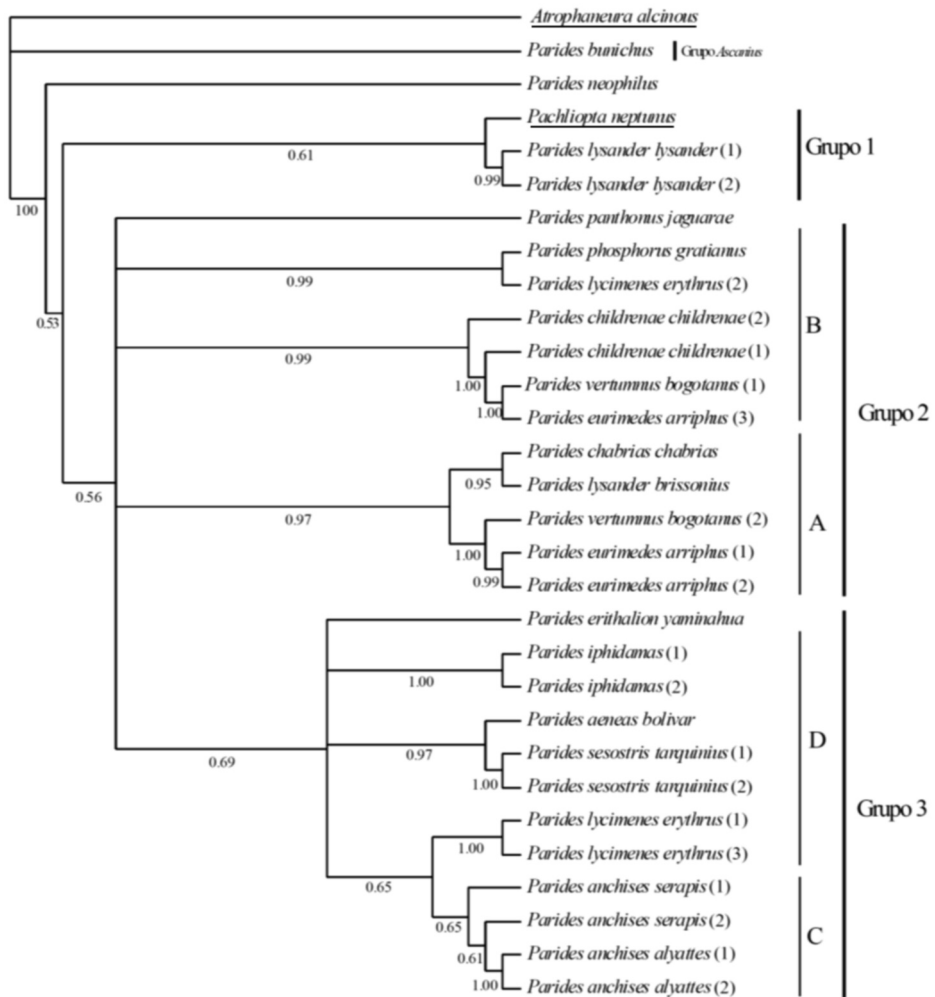 Atrophaneura alcinous
Parides bunichus Grupo Ascanius
Parides neophilus
Pachliopta neptunus
Grupo 1
0.61
Parides lysander lysander (1)
0.99
Parides lysander lysander (2)
100
Parides panthonus jaguarae
Parides phosphorus gratianus
0.99
Parides lycimenes erythrus (2)
0.53
Parides childrenae childrenae (2)
B
0.99
Parides childrenae childrenae (1)
1.00
Parides vertumnus bogotanus (1)
1.00
Parides eurimedes arriphus (3)
Grupo 2
Parides chabrias chabrias
0.95
Parides lysander brissonius
0.56
0.97
Parides vertumnus bogotanus (2)
A
1.00
Parides eurimedes arriphus (1)
0.99
Parides eurimedes arriphus (2)
Parides erithalion yaminahua
Parides iphidamas (1)
1.00
Parides iphidamas (2)
Parides aeneas bolivar
D
0.69
0.97
Parides sesostris tarquinius (1)
1.00
Parides sesostris tarquinius (2)
Grupo 3
Parides lycimenes erythrus (1)
1.00
Parides lycimenes erythrus (3)
0.65
Parides anchises serapis (1)
0.65
Parides anchises serapis (2)
C
0.61
Parides anchises alyattes (1)
1.00
Parides anchises alyattes (2)